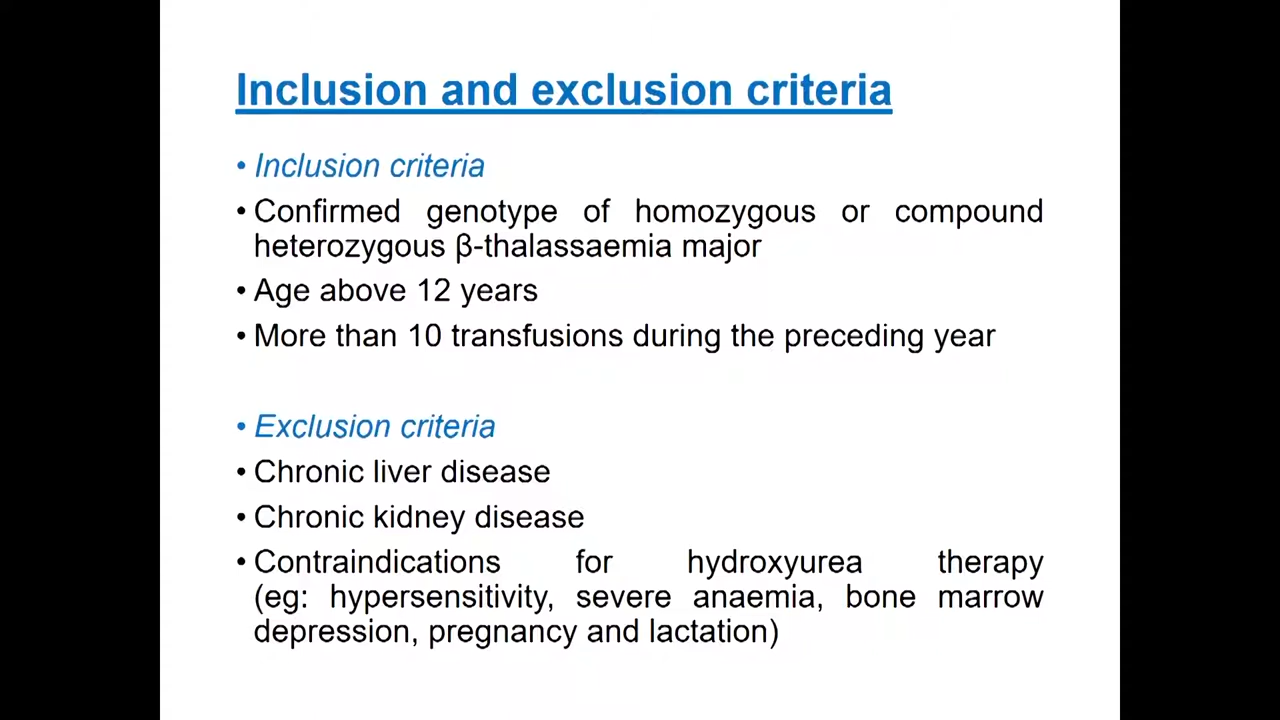 Inclusion and exclusion criteria
• Inclusion criteria
• Confirmed genotype of homozygous or compound
heterozygous β-thalassaemia major
• Age above 12 years
• More than 10 transfusions during the preceding year
• Exclusion criteria
• Chronic liver disease
• Chronic kidney disease
• Contraindications for hydroxyurea therapy
(eg: hypersensitivity, severe anaemia, bone marrow
depression, pregnancy and lactation)